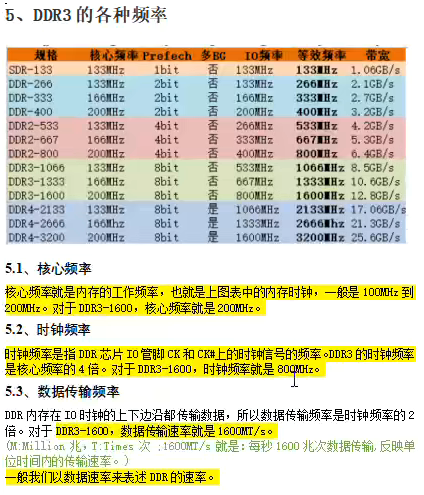 5、DDR3 的各种频率
规格 核心频率 Prefech 多BG IO频率 等效频率 带宽
SDR-133 133MHz 1bit 否 133MHz 133MHz 1.06GB/s
DDR-266 133MHz 2bit 否 133MHz 266MHz 2.1GB/s
DDR-333 166MHz 2bit 否 166MHz 333MHz 2.7GB/s
DDR-400 200MHz 2bit 否 200MHz 400MHz 3.2GB/s
DDR2-533 133MHz 4bit 否 266MHz 533MHz 4.2GB/s
DDR2-667 166MHz 4bit 否 333MHz 667MHz 5.3GB/s
DDR2-800 200MHz 4bit 否 400MHz 800MHz 6.4GB/s
DDR3-1066 133MHz 8bit 否 533MHz 1066MHz 8.5GB/s
DDR3-1333 166MHz 8bit 否 667MHz 1333MHz 10.6GB/s
DDR3-1600 200MHz 8bit 否 800MHz 1600MHz 12.8GB/s
DDR4-2133 133MHz 8bit 是 1066MHz 2133MHz 17.06GB/s
DDR4-2666 166Mhz 8bit 是 1333MHz 2666Mhz 21.3GB/s
DDR4-3200 200MHz 8bit 是 1600MHz 3200MHz 25.6GB/s
5.1、核心频率
核心频率就是内存的工作频率，也就是上图表中的内存时钟，一般是 100MHz 到
200MHz。对于 DDR3-1600，核心频率就是 200MHz。
5.2、时钟频率
时钟频率是指 DDR 芯片 IO 管脚 CK 和 CK#上的时钟信号的频率。DDR3 的时钟频率
是核心频率的 4 倍。对于 DDR3-1600，时钟频率就是 800MHz。
5.3、数据传输频率
DDR 内存在 IO 时钟的上下边沿都传输数据，所以数据传输频率是时钟频率的 2
倍。对于 DDR3-1600，数据传输速率就是 1600MT/s。
(M:Million 兆，T:Times 次 ;1600MT/s 就是：每秒 1600 兆次数据传输,反映单
位时间内的传输速率。)
一般我们以数据速率来表述 DDR 的速率。